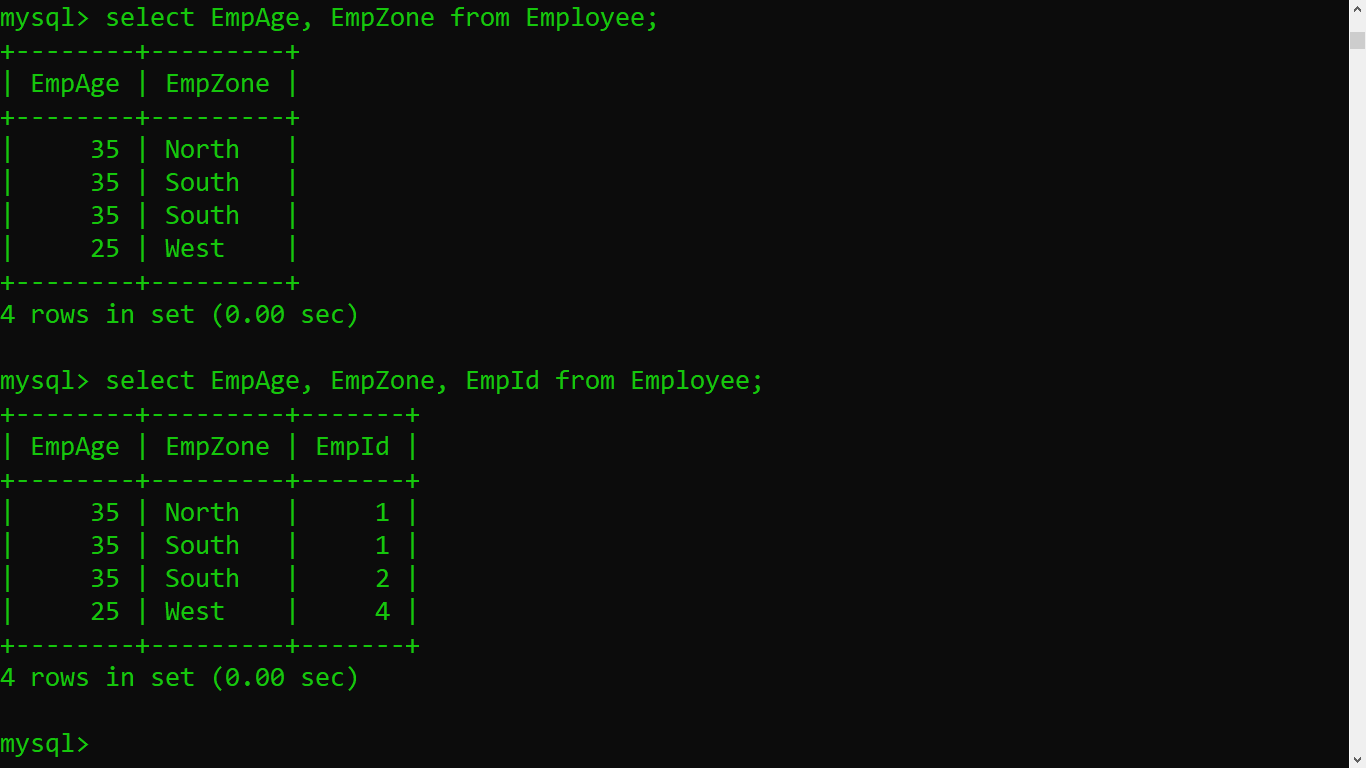 mysql> select EmpAge, EmpZone from Employee;
+--------+---------+
| EmpAge | EmpZone |
+--------+---------+
|     35 | North   |
|     35 | South   |
|     35 | South   |
|     25 | West    |
+--------+---------+
4 rows in set (0.00 sec)

mysql> select EmpAge, EmpZone, EmpId from Employee;
+--------+---------+-------+
| EmpAge | EmpZone | EmpId |
+--------+---------+-------+
|     35 | North   |     1 |
|     35 | South   |     1 |
|     35 | South   |     2 |
|     25 | West    |     4 |
+--------+---------+-------+
4 rows in set (0.00 sec)

mysql>